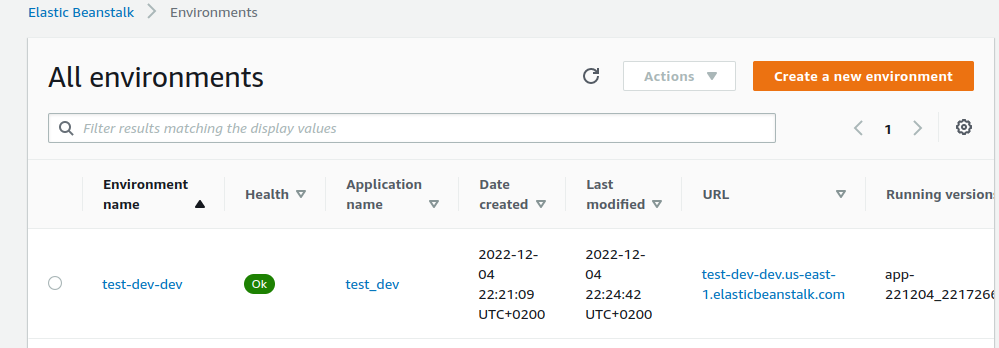 Elastic Beanstalk > Environments
All environments
Actions
Create a new environment
Filter results matching the display values
1
Environment name
Health
Application name
Date created
Last modified
URL
Running versions
test-dev-dev
Ok
test_dev
2022-12-
04
22:21:09
UTC+0200
2022-12-
04
22:24:42
UTC+0200
test-dev-dev.us-east-
1.elasticbeanstalk.com
app-
221204_2217266